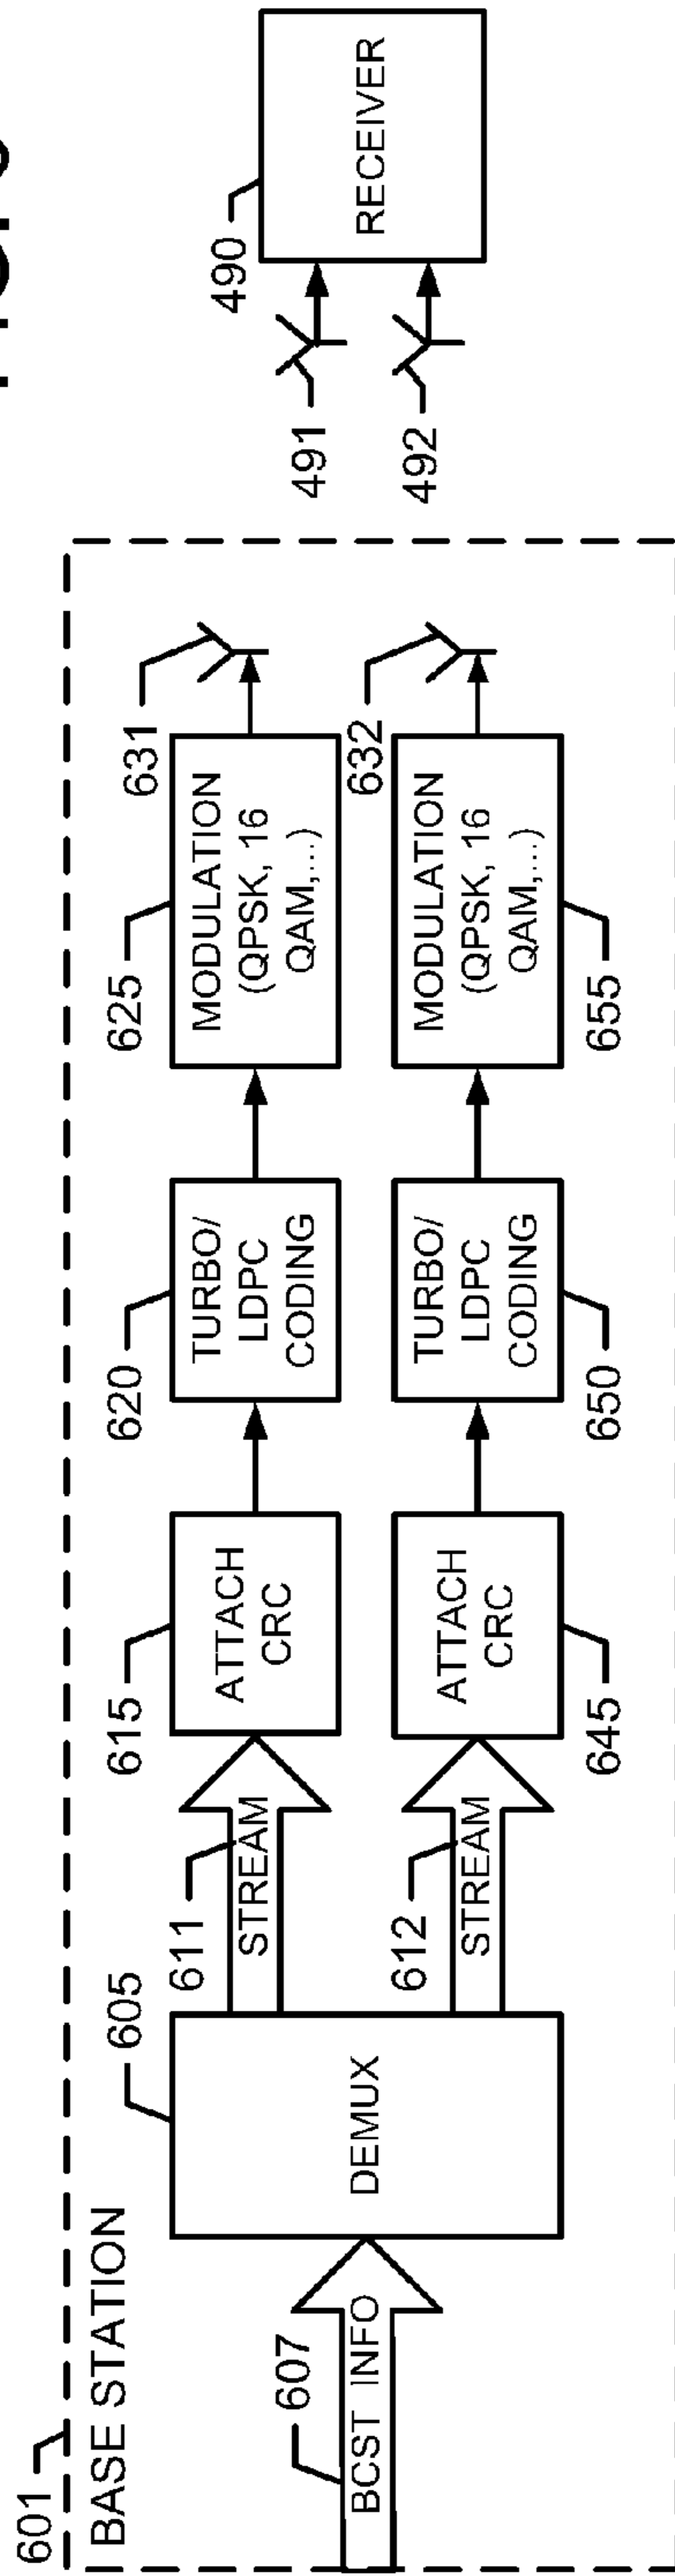 601
BASE STATION
607
BCST INFO
605
DEMUX
611
STREAM
612
STREAM
615
ATTACH
CRC
ATTACH
CRC
645
620
TURBO/
LDPC
CODING
TURBO/
LDPC
CODING
650
625
MODULATION
(QPSK, 16
QAM,...)
MODULATION
(QPSK, 16
QAM,...)
655
631
632
491
492
490
RECEIVER